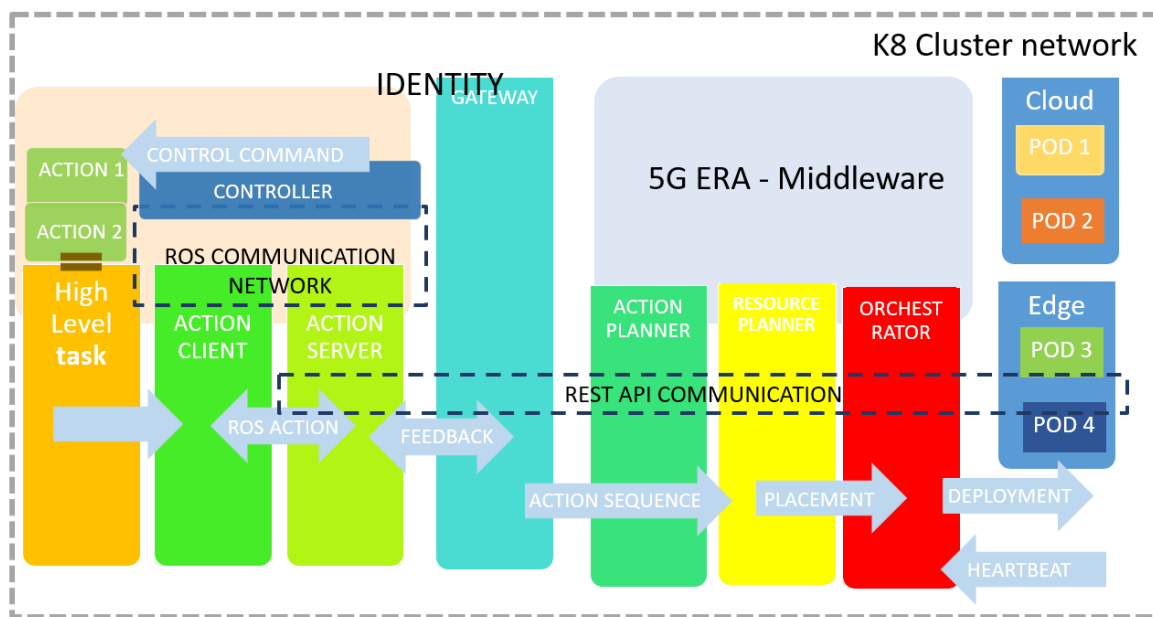 K8 Cluster network
IDENTITY
GATEWAY
Cloud
POD 1
POD 2
CONTROL COMMAND
CONTROLLER
ACTION 1
ACTION 2
5G ERA - Middleware
ROS COMMUNICATION
NETWORK
High
Level
task
ACTION
CLIENT
ACTION
SERVER
ACTION
PLANNER
RESOURCE
PLANNER
ORCHEST
RATOR
Edge
POD 3
POD 4
REST API COMMUNICATION
ROS ACTION
FEEDBACK
ACTION SEQUENCE
PLACEMENT
DEPLOYMENT
HEARTBEAT